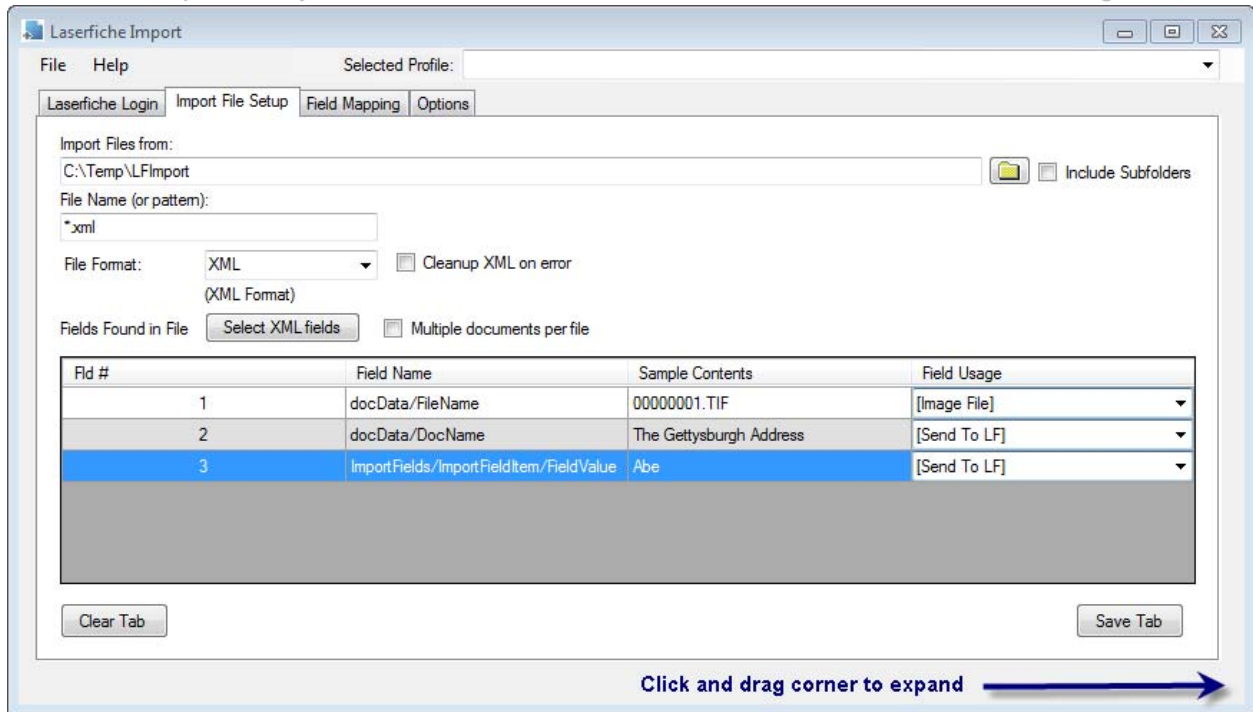 Laserfiche Import
File Help Selected Profile:
Laserfiche Login Import File Setup Field Mapping Options
Import Files from:
C:\Temp\LFImport Include Subfolders
File Name (or pattern):
*.xml
File Format: XML Cleanup XML on error
(XML Format)
Fields Found in File Select XML fields Multiple documents per file
Fld # Field Name Sample Contents Field Usage
1 docData/FileName 00000001.TIF [Image File]
2 docData/DocName The Gettysburgh Address [Send To LF]
3 ImportFields/ImportFieldItem/FieldValue Abe [Send To LF]
Clear Tab Save Tab
Click and drag corner to expand